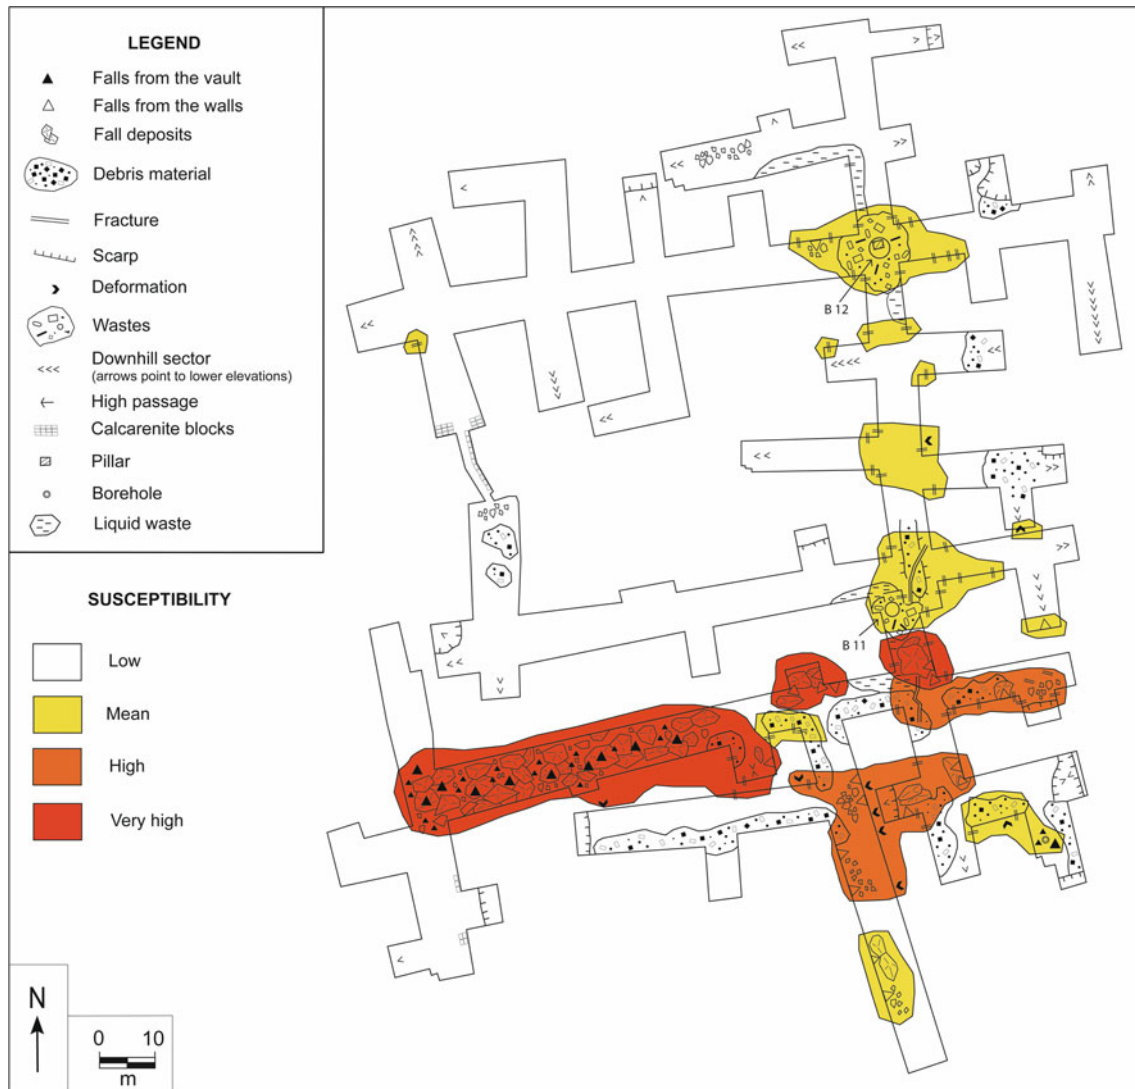 LEGEND
Falls from the vault
Falls from the walls
Fall deposits
Debris material
Fracture
Scarp
Deformation
Wastes
Downhill sector
(arrows point to lower elevations)
High passage
Calcarenite blocks
Pillar
Borehole
Liquid waste
SUSCEPTIBILITY
Low
Mean
High
Very high
B 12
B 11
N
0 10
m